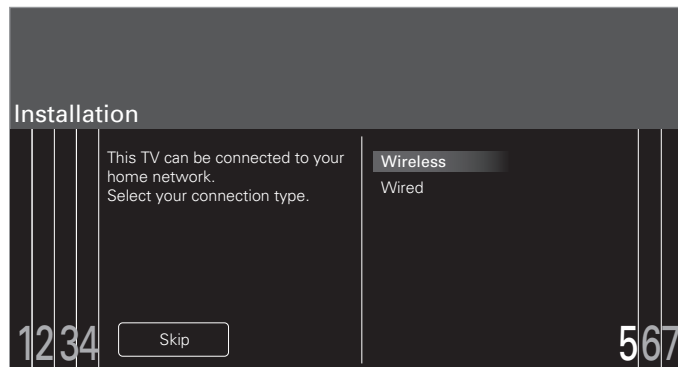 Installation
This TV can be connected to your
home network.
Select your connection type.
Wireless
Wired
1234
Skip
567